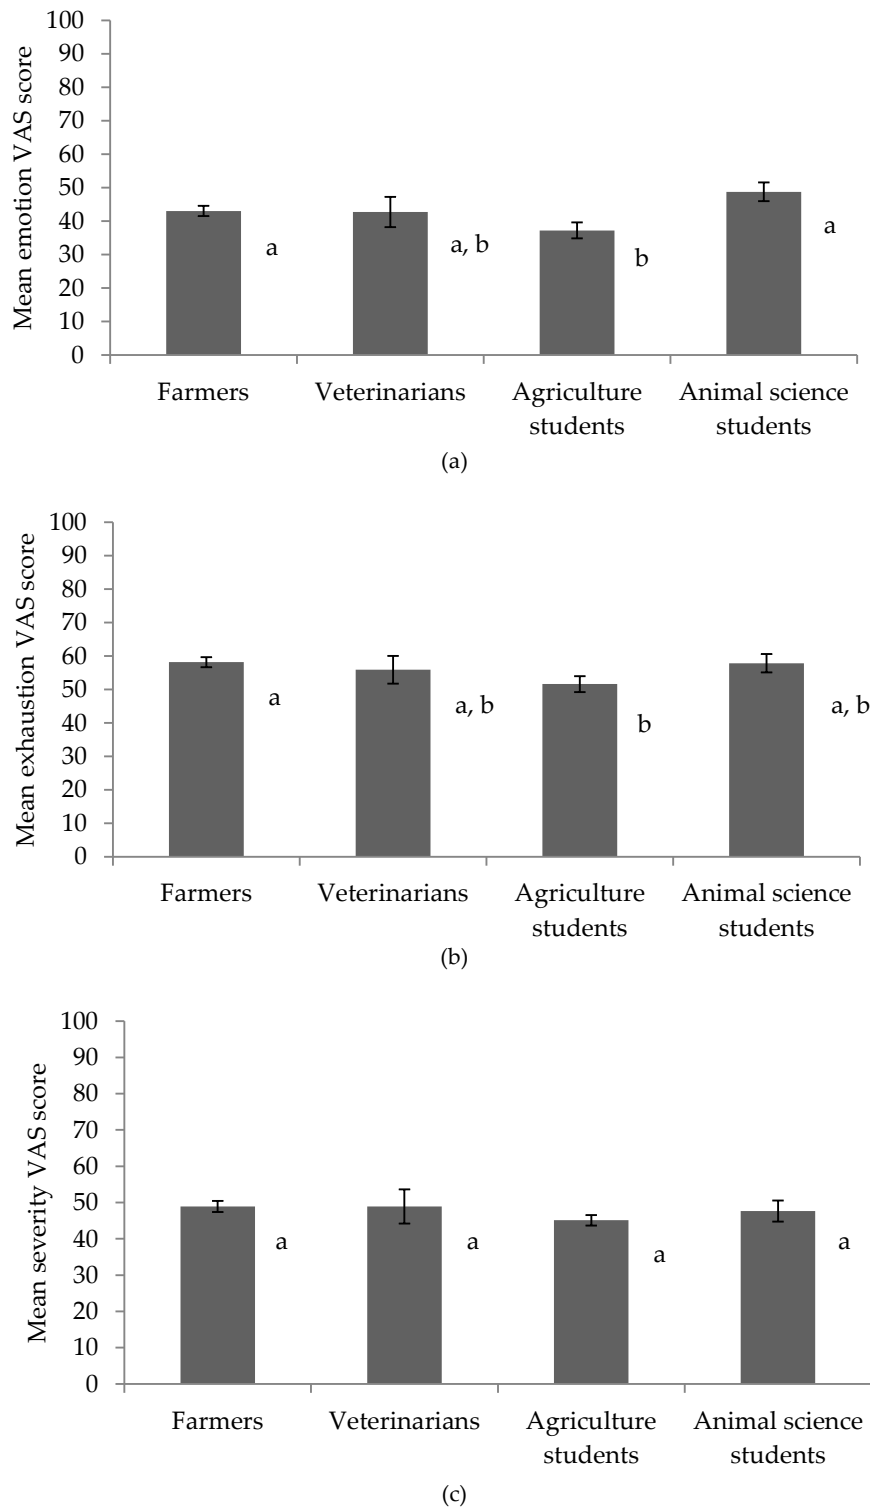 Mean emotion VAS score
100
90
80
70
60
50
40
30
20
10
0
a
a, b
b
a
Farmers
Veterinarians
Agriculture
students
Animal science
students
(a)
Mean exhaustion VAS score
100
90
80
70
60
50
40
30
20
10
0
a
a, b
b
a, b
Farmers
Veterinarians
Agriculture
students
Animal science
students
(b)
Mean severity VAS score
100
90
80
70
60
50
40
30
20
10
0
a
a
a
a
Farmers
Veterinarians
Agriculture
students
Animal science
students
(c)